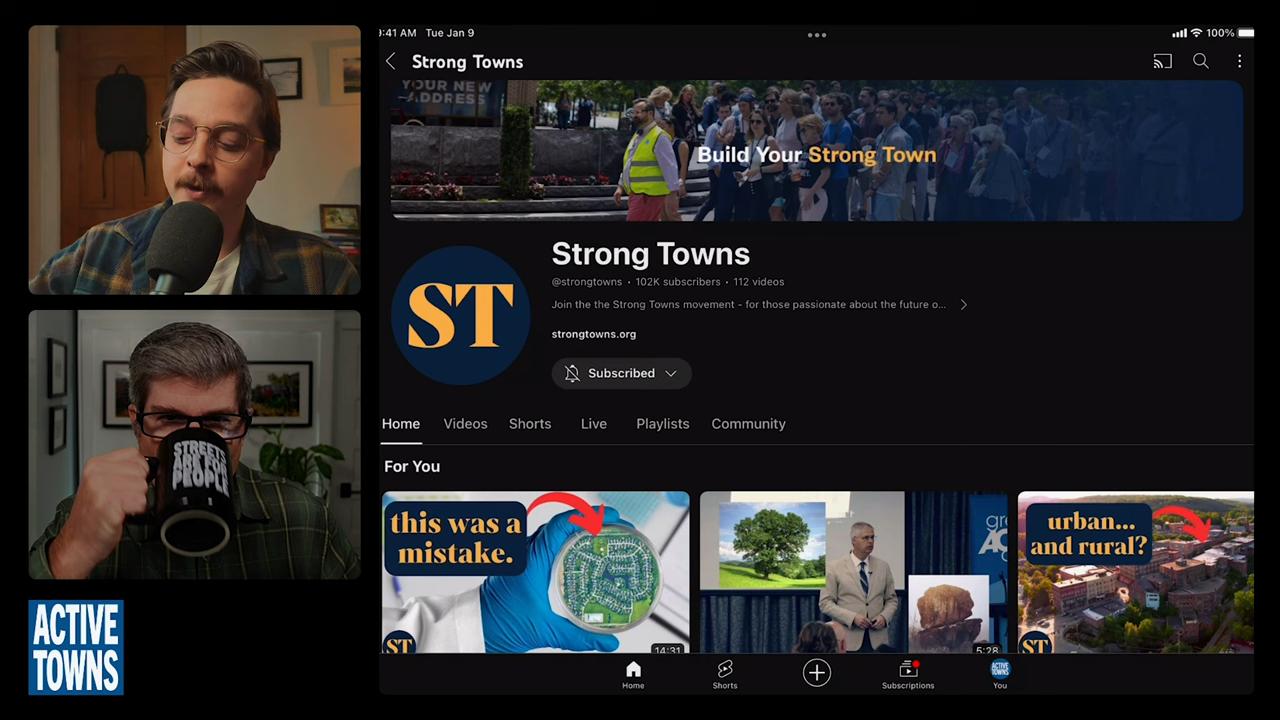 :41 AM Tue Jan 9
100%
Strong Towns
YOUR NEW
ADDRESS
Build Your Strong Town
ST
Strong Towns
@strongtowns · 102K subscribers · 112 videos
Join the the Strong Towns movement - for those passionate about the future o...
strongtowns.org
Subscribed
Home Videos Shorts Live Playlists Community
For You
this was a
mistake.
ST
14:31
5:28
urban...
and rural?
ST
Home Shorts Subscriptions You
STREETS
ARE FOR
PEOPLE
ACTIVE
TOWNS